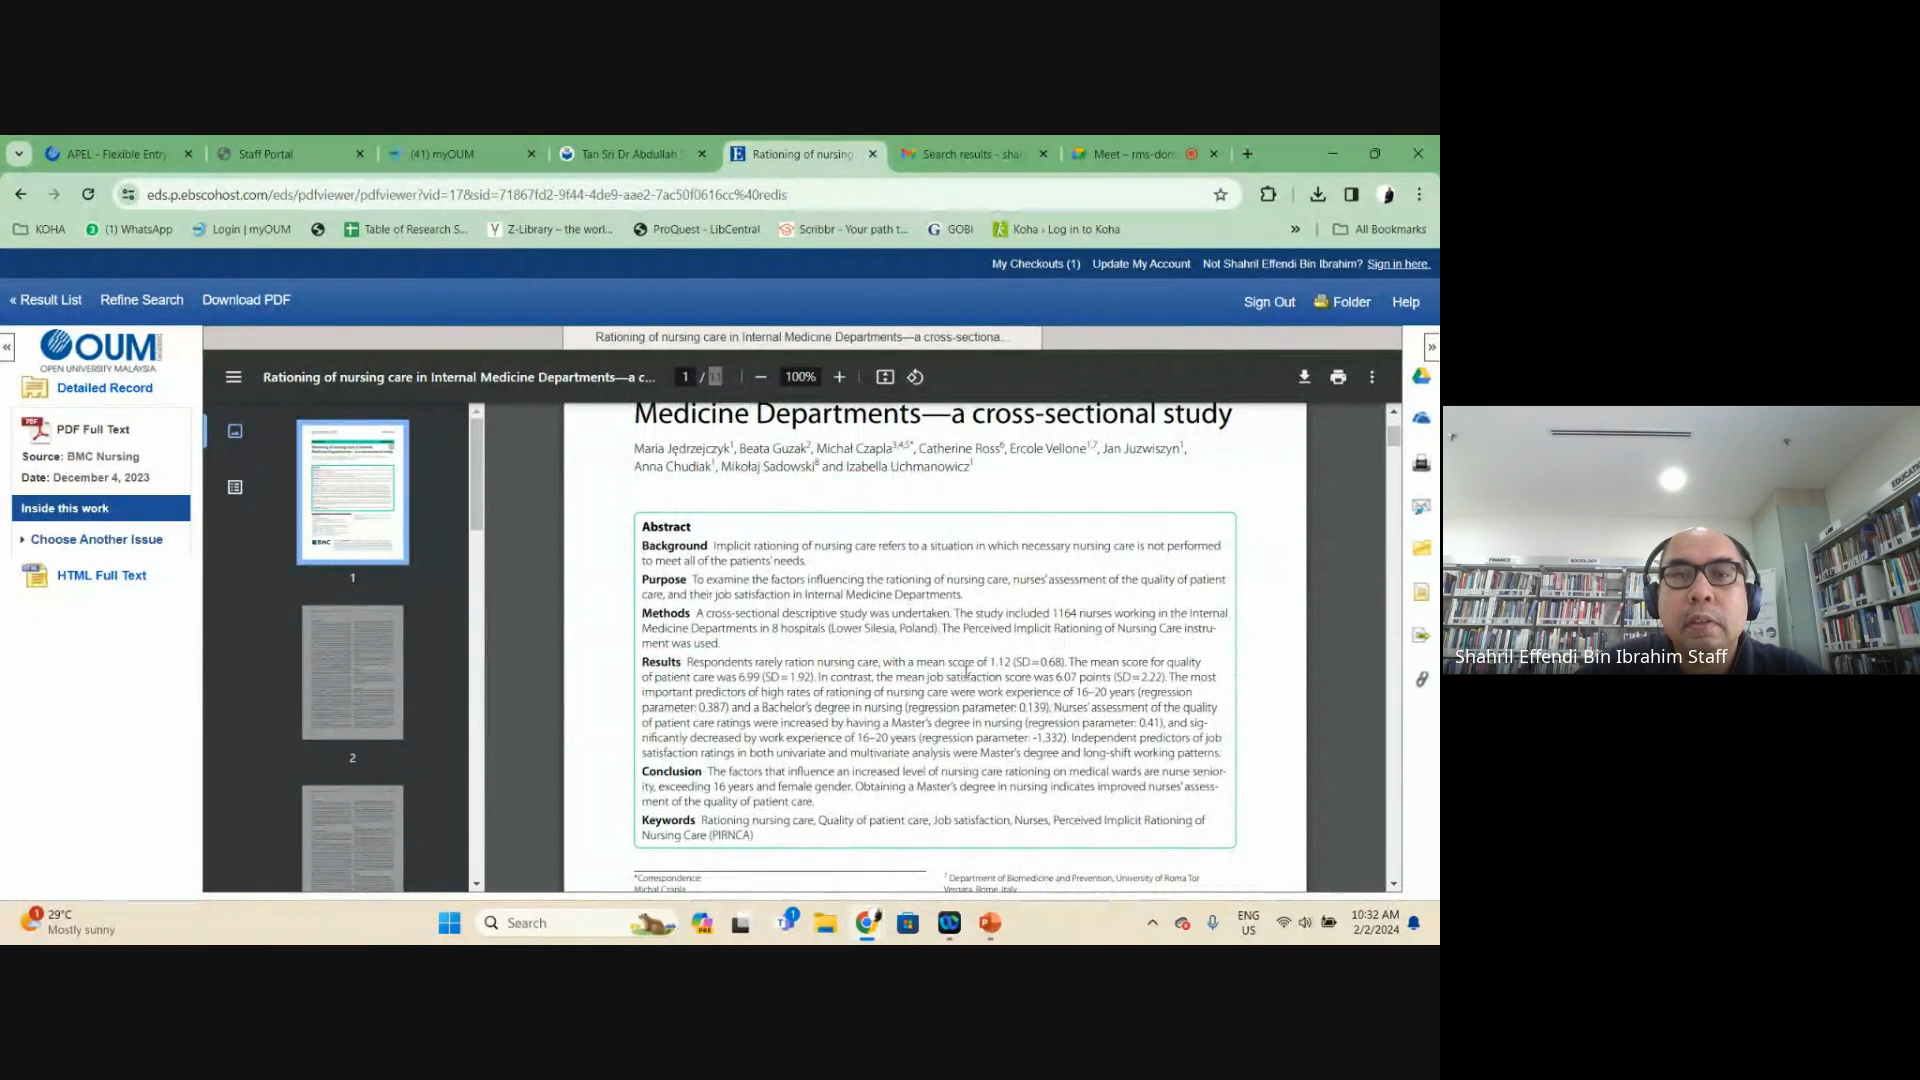 APEL - Flexible Entry
Staff Portal
(41) myOUM
Tan Sri Dr Abdullah S
Rationing of nursing
Search results - shah
Meet – rms-don
eds.p.ebscohost.com/eds/pdfviewer/pdfviewer?vid=17&sid=71867fd2-9f44-4de9-aae2-7ac50f0616cc%40redis
KOHA
(1) WhatsApp
Login | myOUM
Table of Research S...
Z-Library – the worl...
ProQuest - LibCentral
Scribbr - Your path t...
GOBI
Koha › Log in to Koha
All Bookmarks
My Checkouts (1) Update My Account Not Shahril Effendi Bin Ibrahim? Sign in here.
« Result List Refine Search Download PDF
Sign Out Folder Help
OUM
OPEN UNIVERSITY MALAYSIA
Detailed Record
PDF Full Text
Source: BMC Nursing
Date: December 4, 2023
Inside this work
Choose Another Issue
HTML Full Text
Rationing of nursing care in Internal Medicine Departments—a cross-sectiona...
Rationing of nursing care in Internal Medicine Departments—a c...
1 / 11
100%
1
2
Medicine Departments—a cross-sectional study
Maria Jędrzejczyk1, Beata Guzak2, Michał Czapla3,4,5*, Catherine Ross6, Ercole Vellone1,7, Jan Juzwiszyn1,
Anna Chudiak1, Mikołaj Sadowski8 and Izabella Uchmanowicz1
Abstract
Background Implicit rationing of nursing care refers to a situation in which necessary nursing care is not performed
to meet all of the patients' needs.
Purpose To examine the factors influencing the rationing of nursing care, nurses' assessment of the quality of patient
care, and their job satisfaction in Internal Medicine Departments.
Methods A cross-sectional descriptive study was undertaken. The study included 1164 nurses working in the Internal
Medicine Departments in 8 hospitals (Lower Silesia, Poland). The Perceived Implicit Rationing of Nursing Care instru-
ment was used.
Results Respondents rarely ration nursing care, with a mean score of 1.12 (SD=0.68). The mean score for quality
of patient care was 6.99 (SD=1.92). In contrast, the mean job satisfaction score was 6.07 points (SD=2.22). The most
important predictors of high rates of rationing of nursing care were work experience of 16–20 years (regression
parameter: 0.387) and a Bachelor's degree in nursing (regression parameter: 0.139). Nurses' assessment of the quality
of patient care ratings were increased by having a Master's degree in nursing (regression parameter: 0.41), and sig-
nificantly decreased by work experience of 16–20 years (regression parameter: -1,332). Independent predictors of job
satisfaction ratings in both univariate and multivariate analysis were Master's degree and long-shift working patterns.
Conclusion The factors that influence an increased level of nursing care rationing on medical wards are nurse senior-
ity, exceeding 16 years and female gender. Obtaining a Master's degree in nursing indicates improved nurses' assess-
ment of the quality of patient care.
Keywords Rationing nursing care, Quality of patient care, Job satisfaction, Nurses, Perceived Implicit Rationing of
Nursing Care (PIRNCA)
*Correspondence:
Michał Czapla
7 Department of Biomedicine and Prevention, University of Roma Tor
Vergata, Rome, Italy
FINANCE
SOCIOLOGY
Shahril Effendi Bin Ibrahim Staff
29°C
Mostly sunny
Search
ENG
US
10:32 AM
2/2/2024